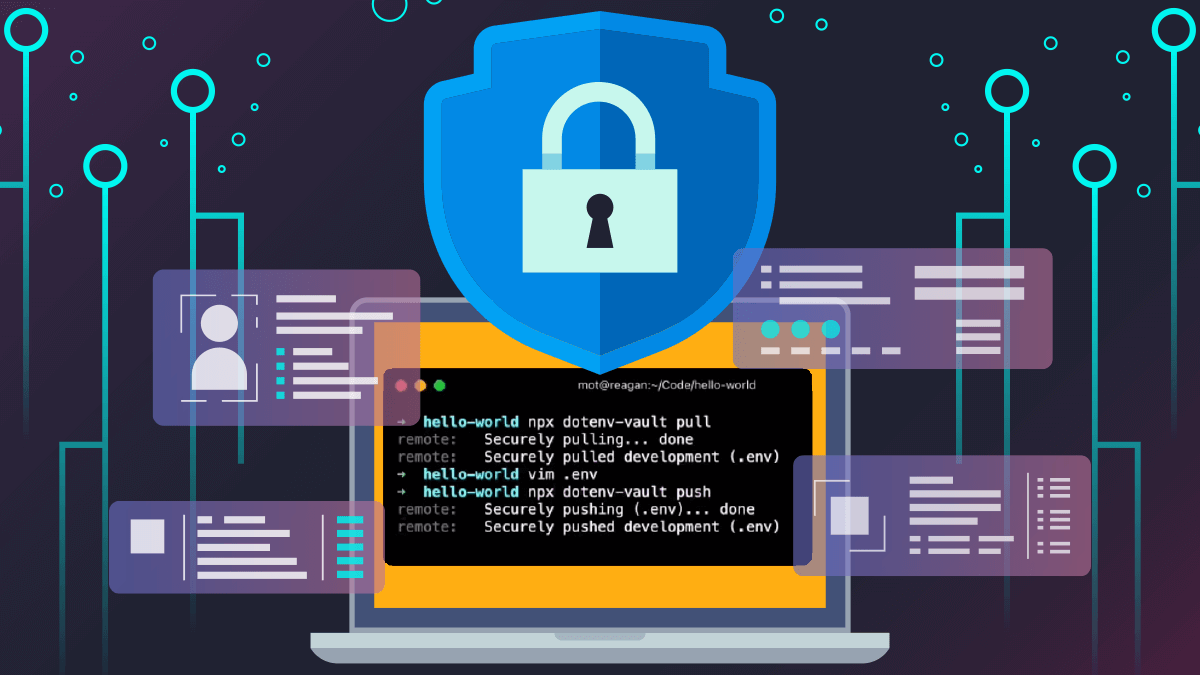 mot@reagan:~/Code/hello-world
→ hello-world npx dotenv-vault pull
remote: Securely pulling... done
remote: Securely pulled development (.env)
→ hello-world vim .env
→ hello-world npx dotenv-vault push
remote: Securely pushing (.env)... done
remote: Securely pushed development (.env)